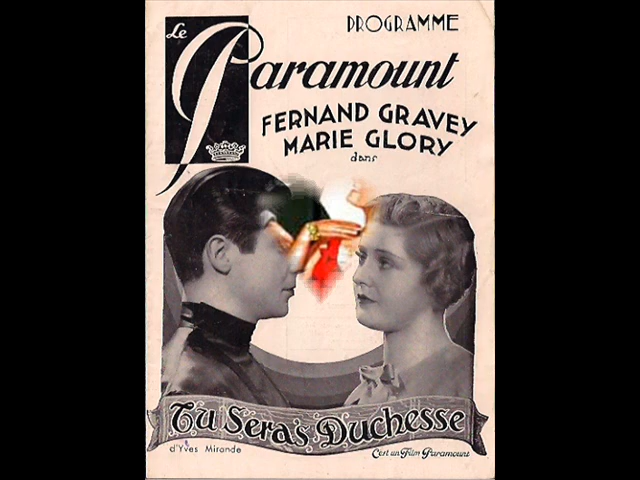 PROGRAMME
Le Paramount
FERNAND GRAVEY
MARIE GLORY
dans
Tu Seras Duchesse
d'Yves Mirande
C'est un Film Paramount